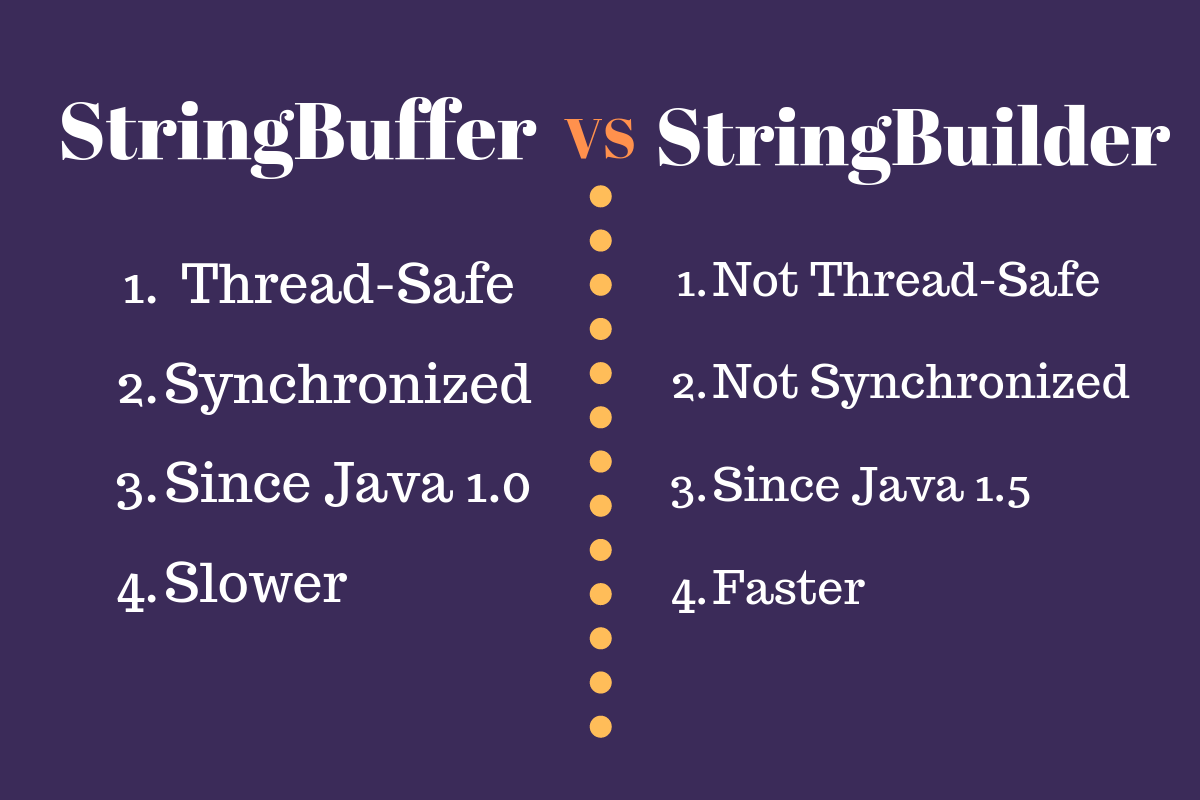 StringBuffer vs StringBuilder
1. Thread-Safe
2. Synchronized
3. Since Java 1.0
4. Slower
1. Not Thread-Safe
2. Not Synchronized
3. Since Java 1.5
4. Faster